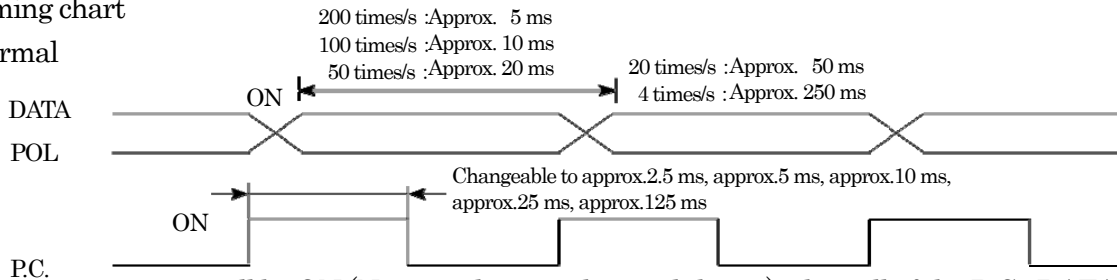 ming chart
rmal
200 times/s :Approx. 5 ms
100 times/s :Approx. 10 ms
50 times/s :Approx. 20 ms
20 times/s :Approx. 50 ms
4 times/s :Approx. 250 ms
ON
DATA
POL
Changeable to approx.2.5 ms, approx.5 ms, approx.10 ms,
approx.25 ms, approx.125 ms
ON
P.C.